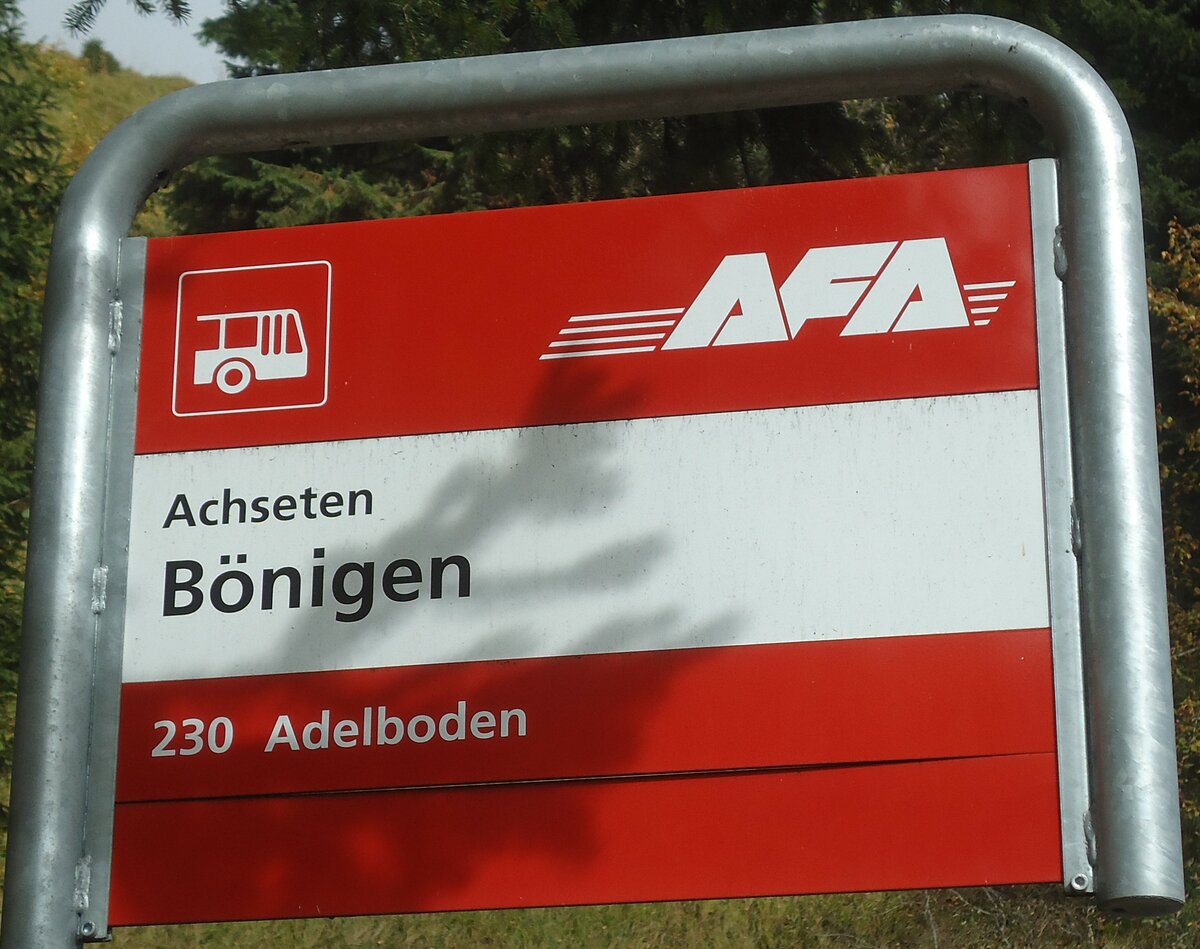 AFA
Achseten
Bönigen
230 Adelboden